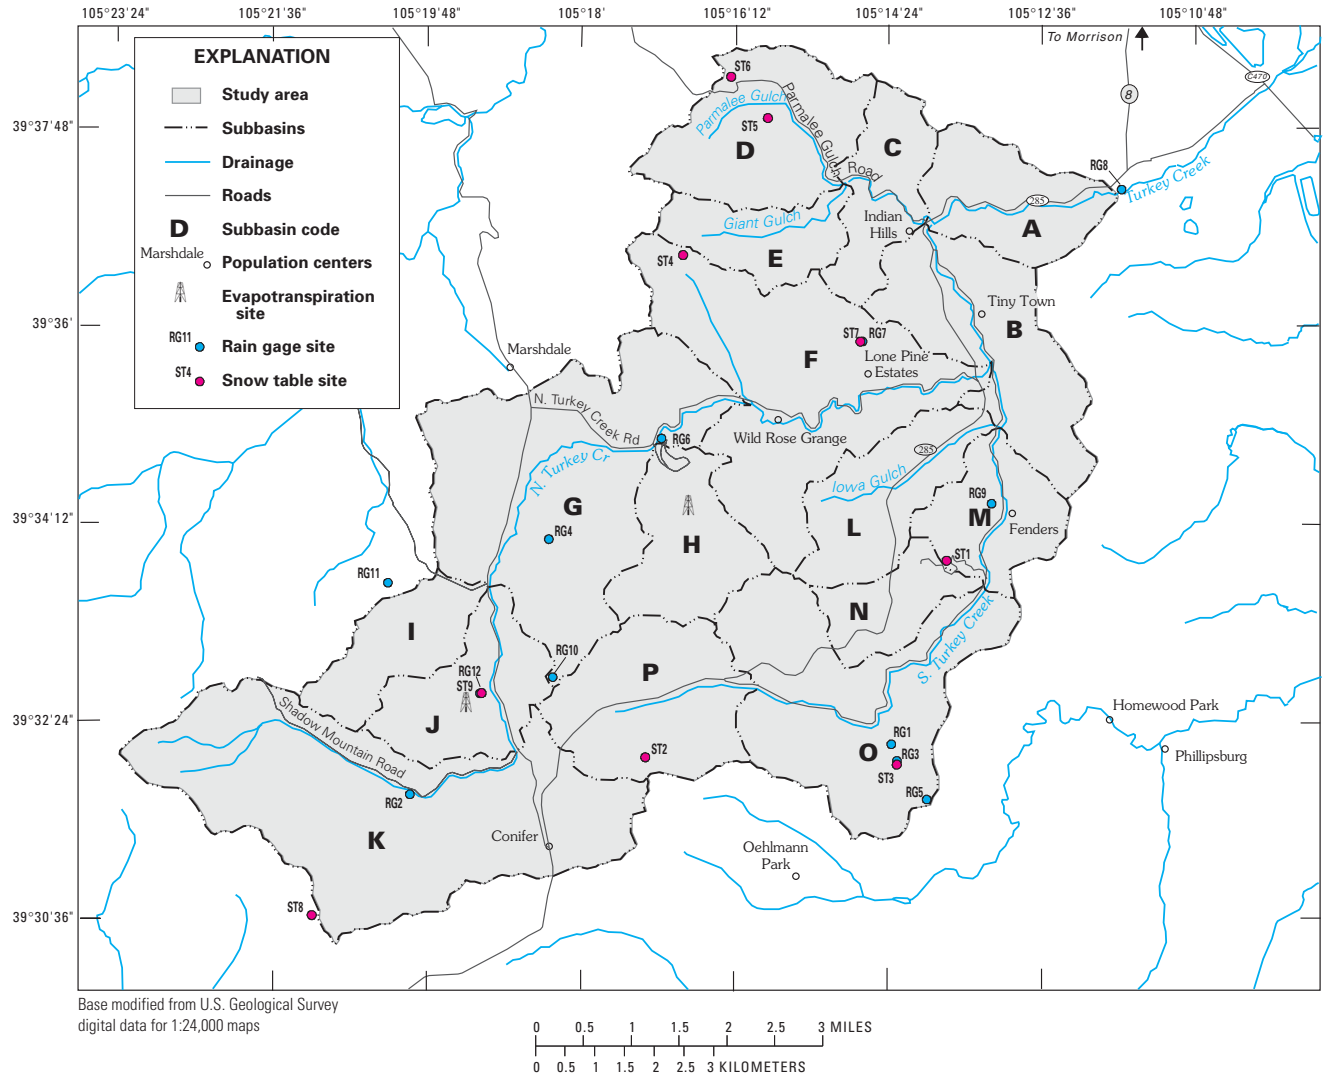 105°23'24"
105°21'36"
105°19'48"
105°18'
105°16'12"
105°14'24"
105°12'36"
105°10'48"
To Morrison
EXPLANATION
Study area
Subbasins
Drainage
Roads
D
Subbasin code
Marshdale
Population centers
Evapotranspiration
site
RG11
Rain gage site
ST4
Snow table site
39°37'48"
39°36'
39°34'12"
39°32'24"
39°30'36"
ST6
Parmalee Gulch
Parmalee Gulch
Road
ST5
D
C
C470
8
RG8
Turkey Creek
285
A
Giant Gulch
Indian
Hills
E
ST4
Tiny Town
B
ST7
RG7
F
Lone Pine
Estates
Marshdale
N. Turkey Creek Rd
RG6
Wild Rose Grange
N. Turkey Cr
285
Iowa Gulch
G
RG4
H
L
RG9
M
Fenders
ST1
RG11
N
I
S. Turkey Creek
RG10
RG12
ST9
P
J
Shadow Mountain Road
Homewood Park
Phillipsburg
RG1
O
RG3
ST3
ST2
RG5
RG2
K
Conifer
Oehlmann
Park
ST8
Base modified from U.S. Geological Survey
digital data for 1:24,000 maps
0 0.5 1 1.5 2 2.5 3 MILES
0 0.5 1 1.5 2 2.5 3 KILOMETERS